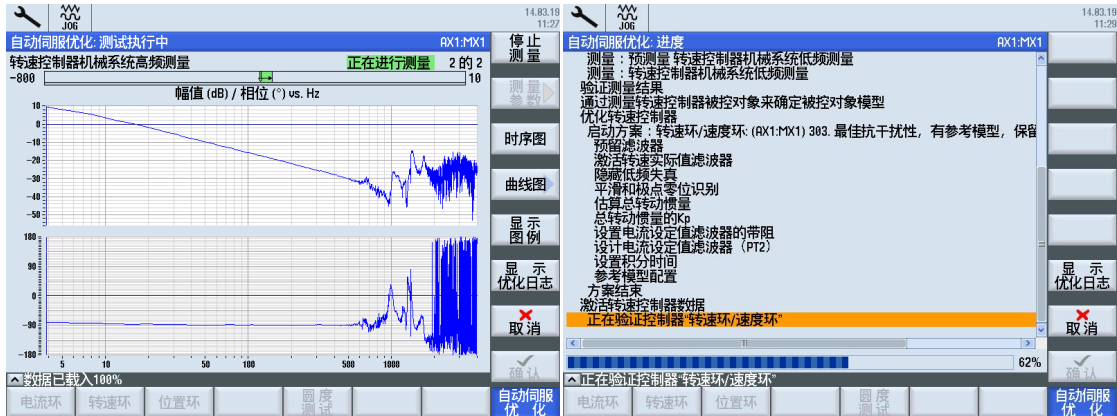 JOG
14.03.19
11:27
自动伺服优化: 测试执行中
AX1:MX1
转速控制器机械系统高频测量
正在进行测量
2 的 2
-800
10
幅值 (dB) / 相位 (°) vs. Hz
10
0
-10
-20
-30
-40
-50
180
90
0
-90
-180
5
10
50
100
500
1000
数据已载入100%
停止
测量
测量
参数
时序图
曲线图
显示
图例
显 示
优化日志
取消
确认
电流环
转速环
位置环
圆度
测试
自动伺服
优 化
JOG
14.03.19
11:29
自动伺服优化: 进度
AX1:MX1
测量：预测量 转速控制器机械系统低频测量
测量：转速控制器机械系统低频测量
验证测量结果
通过测量转速控制器被控对象来确定被控对象模型
优化转速控制器
启动方案：转速环/速度环: (AX1:MX1) 303. 最佳抗干扰性，有参考模型，保留
预留滤波器
激活转速实际值滤波器
隐藏低频失真
平滑和极点零位识别
估算总转动惯量
总转动惯量的Kp
设置电流设定值滤波器的带阻
设计电流设定值滤波器（PT2）
设置积分时间
参考模型配置
方案结束
激活转速控制器数据
正在验证控制器"转速环/速度环"
62%
正在验证控制器"转速环/速度环"
显 示
优化日志
取消
确认
电流环
转速环
位置环
圆度
测试
自动伺服
优 化